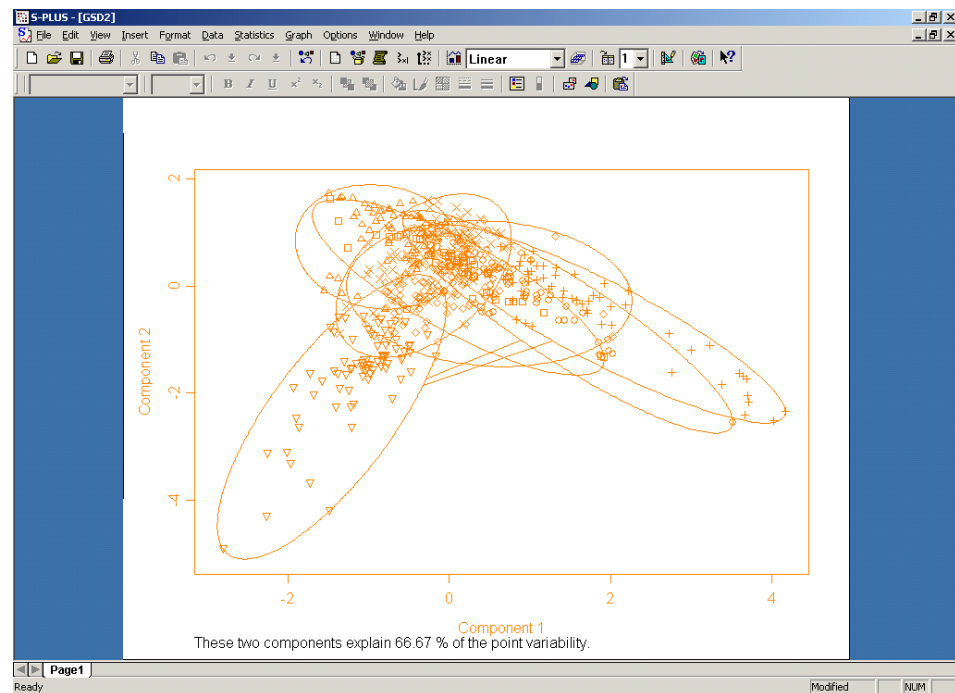 S-PLUS - [GSD2]
File Edit View Insert Format Data Statistics Graph Options Window Help
Linear 1
B I U x² x₂
2
0
-2
-4
Component 2
-2 0 2 4
Component 1
These two components explain 66.67 % of the point variability.
Page1
Ready Modified NUM